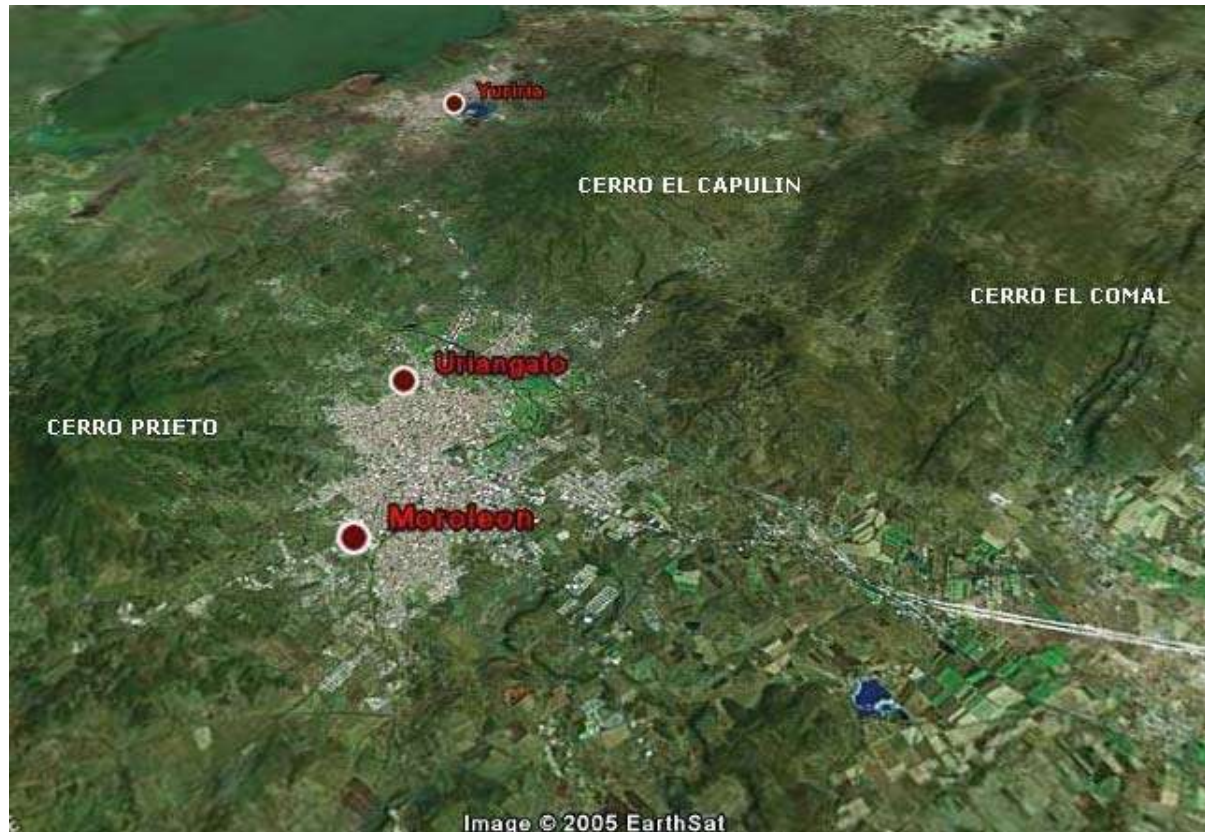 Yuriria
CERRO EL CAPULIN
CERRO EL COMAL
Uriangato
CERRO PRIETO
Moroleon
Image © 2005 EarthSat